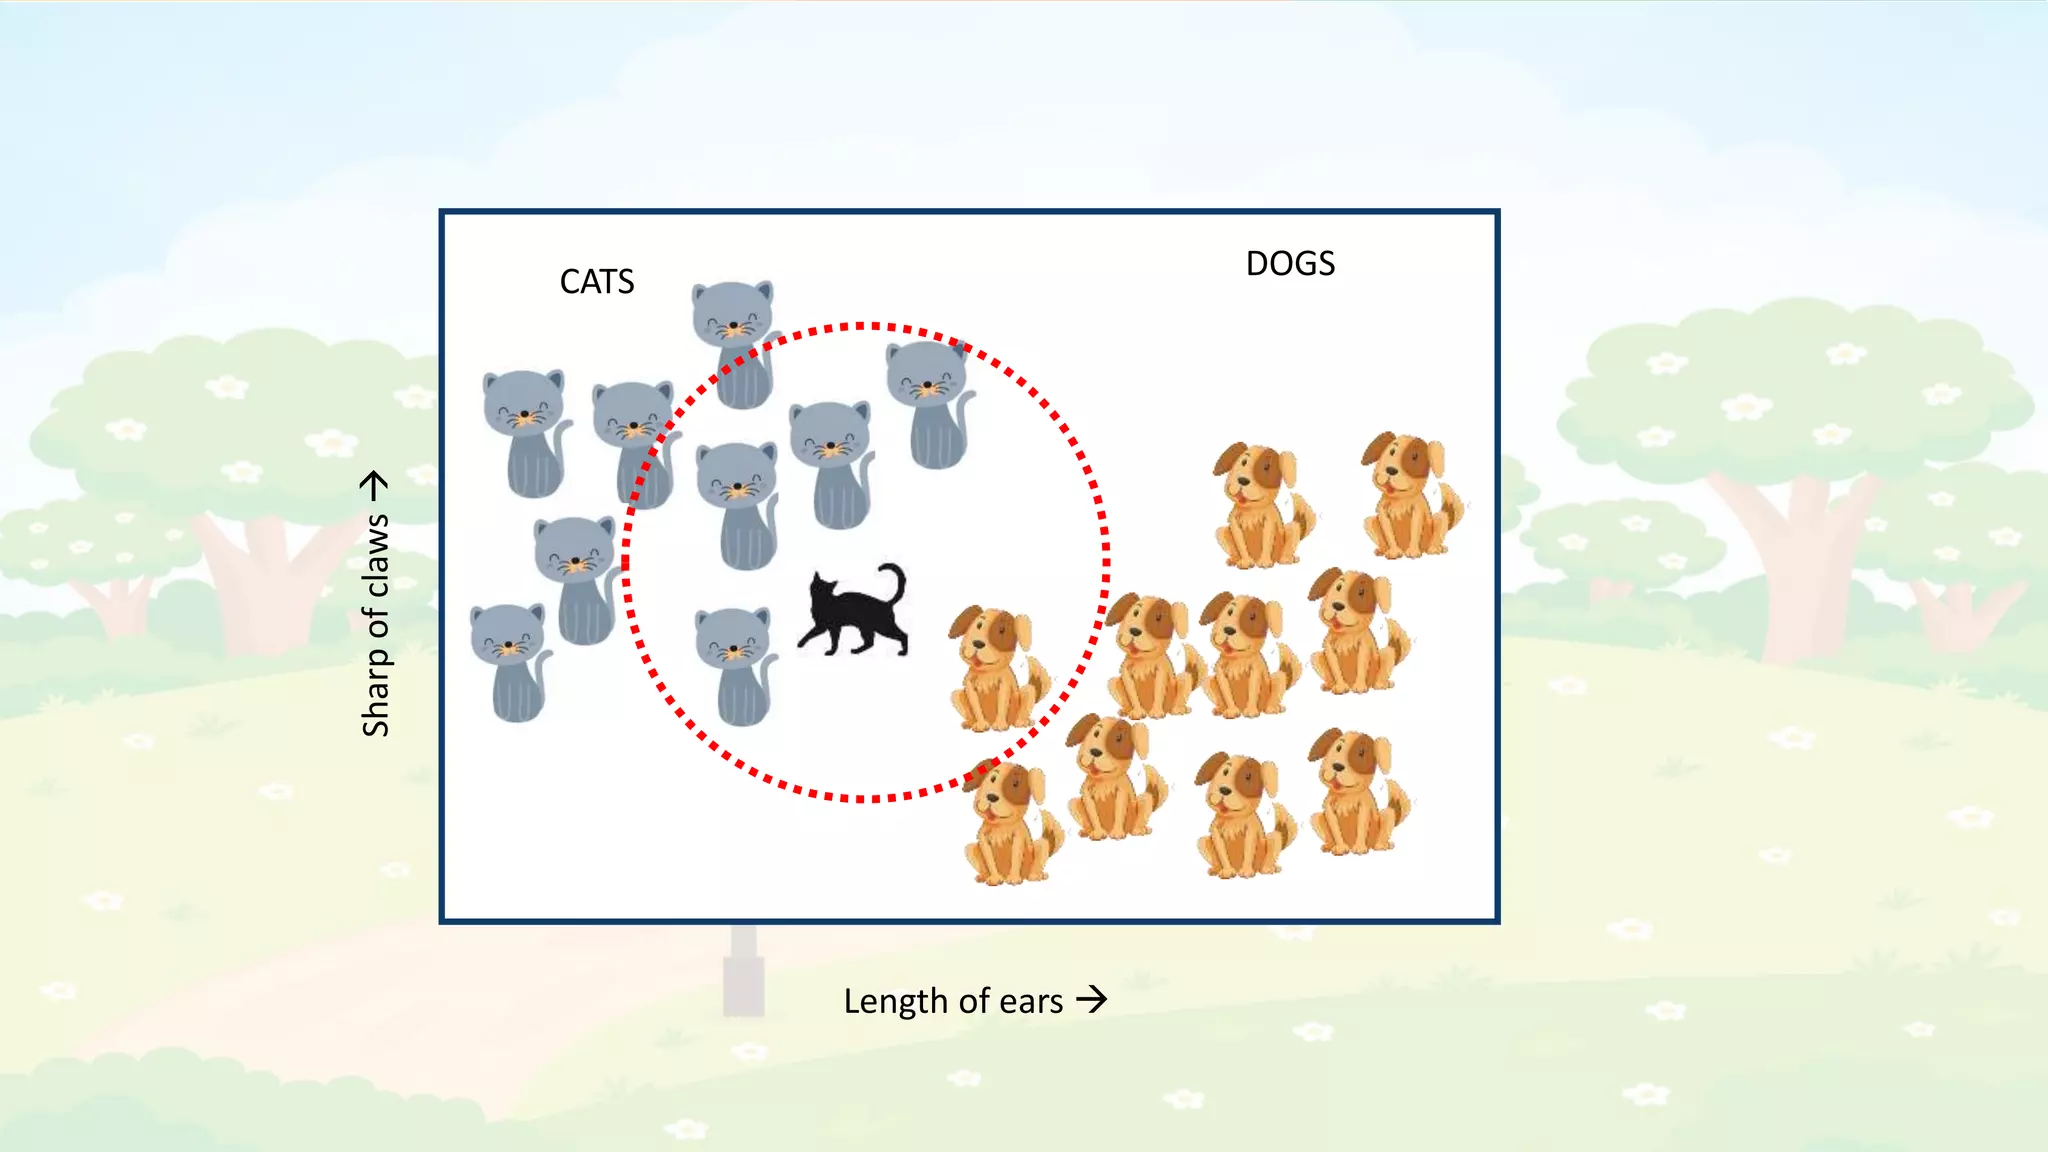 CATS
DOGS
Sharp of claws →
Length of ears →